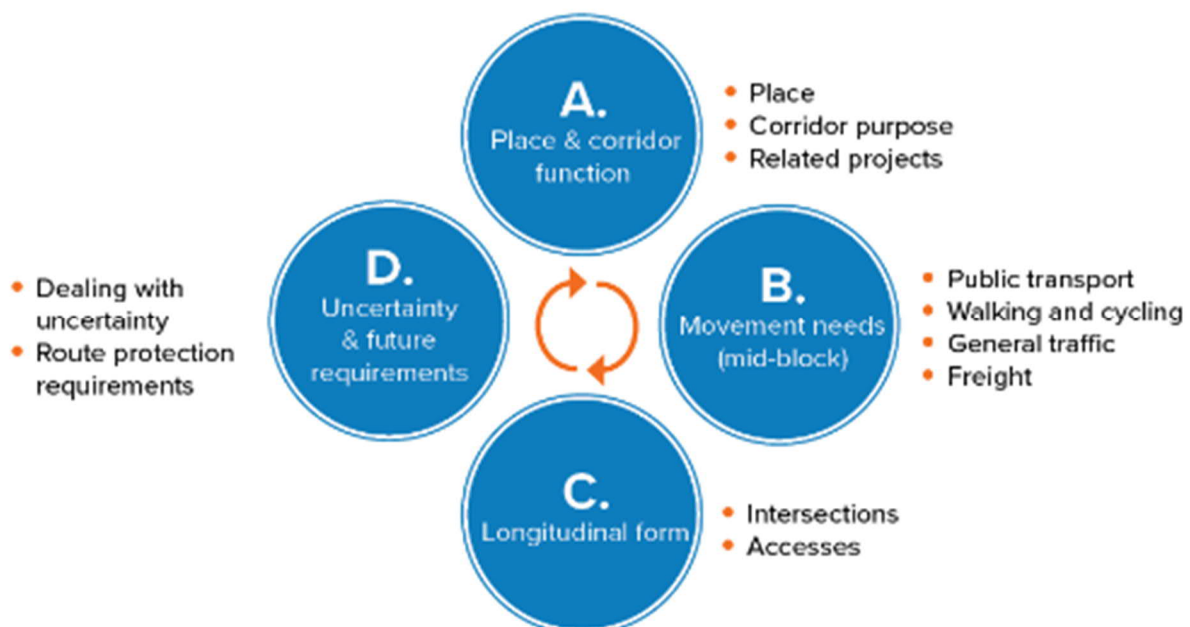 A.
Place & corridor
function
• Place
• Corridor purpose
• Related projects
B.
Movement needs
(mid-block)
• Public transport
• Walking and cycling
• General traffic
• Freight
C.
Longitudinal form
• Intersections
• Accesses
D.
Uncertainty
& future
requirements
• Dealing with
uncertainty
• Route protection
requirements